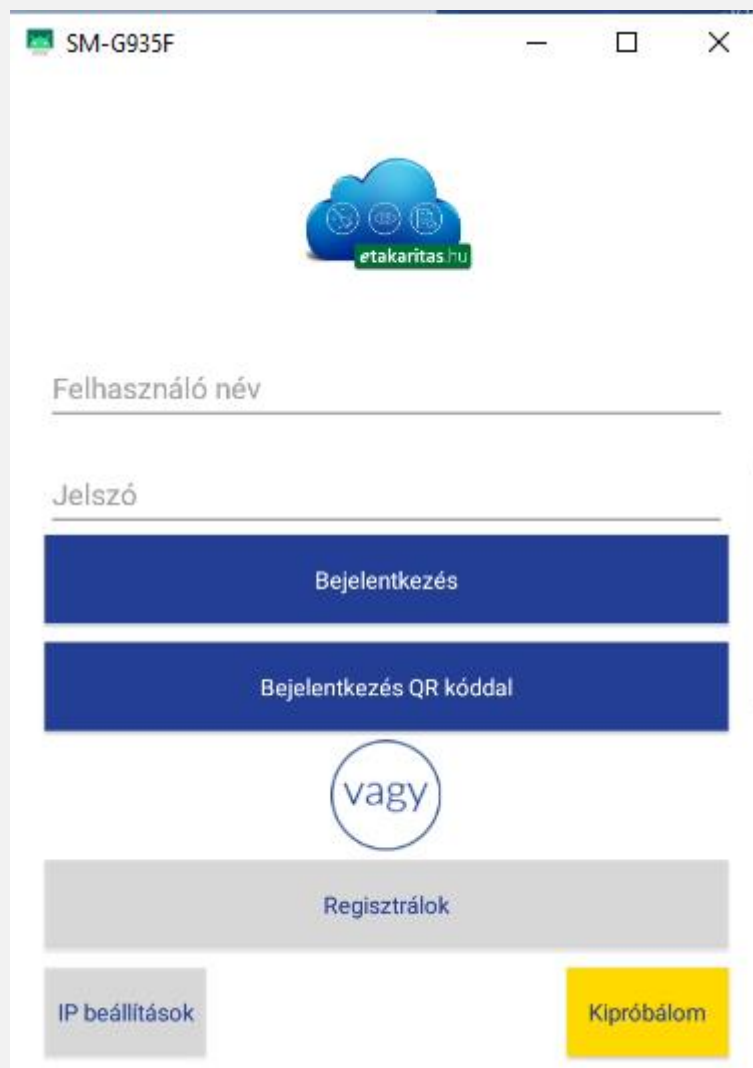 SM-G935F
etakaritas.hu
Felhasználó név
Jelszó
Bejelentkezés
Bejelentkezés QR kóddal
vagy
Regisztrálok
IP beállítások
Kipróbálom